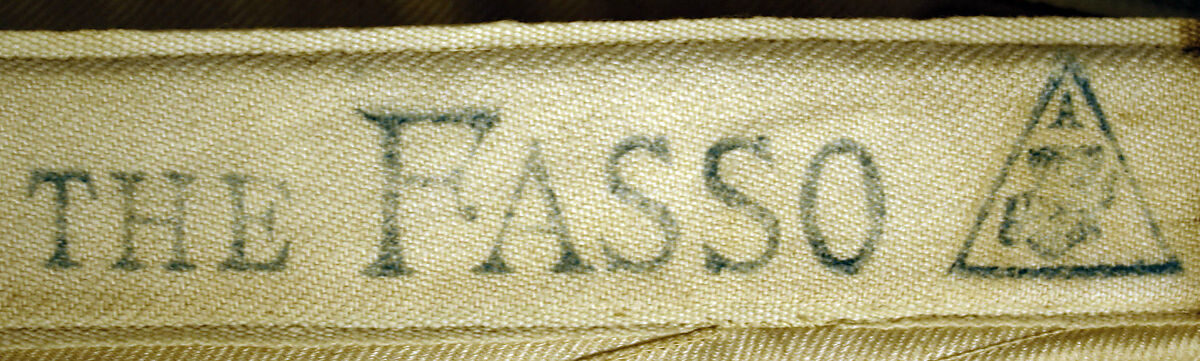 THE FASSO
A